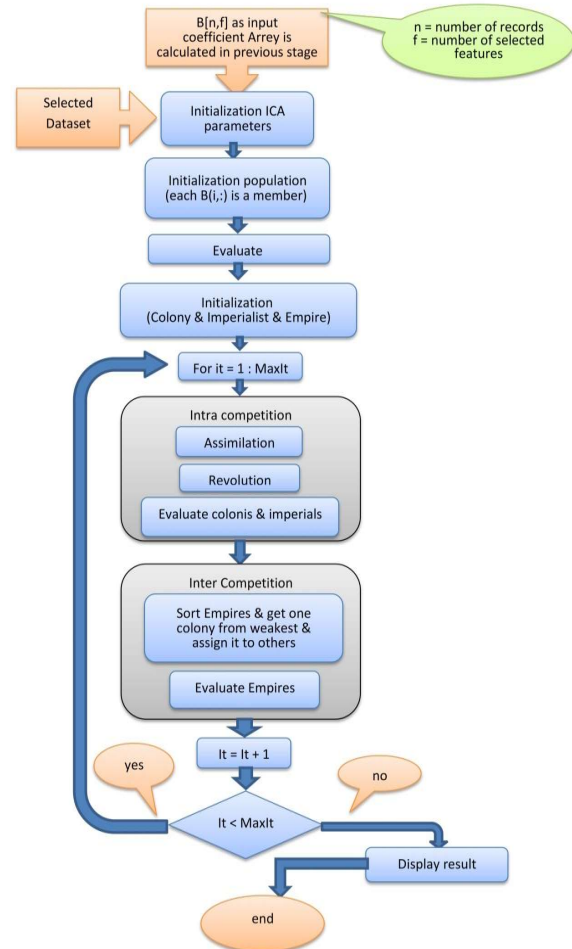 B[n,f] as input
coefficient Arrey is
calculated in previous stage
n = number of records
f = number of selected
features
Selected
Dataset
Initialization ICA
parameters
Initialization population
(each B(i,:) is a member)
Evaluate
Initialization
(Colony & Imperialist & Empire)
For it = 1 : MaxIt
Intra competition
Assimilation
Revolution
Evaluate colonis & imperials
Inter Competition
Sort Empires & get one
colony from weakest &
assign it to others
Evaluate Empires
It = It + 1
yes
no
It < MaxIt
Display result
end